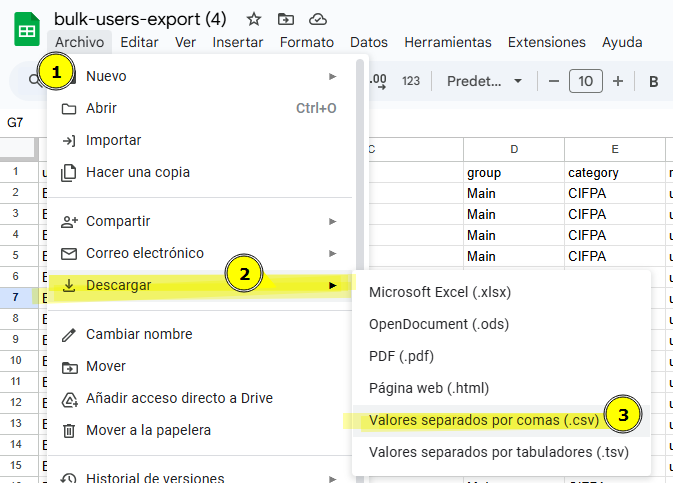 bulk-users-export (4)
Archivo Editar Ver Insertar Formato Datos Herramientas Extensiones Ayuda
1
Nuevo
.00 123 Predet... 10 B
Abrir Ctrl+O
G7
Importar
C D E
Hacer una copia
1 group category
2 Main CIFPA
3 Main CIFPA
Compartir
4 Main CIFPA
Correo electrónico
5 Main CIFPA
2
6
Descargar
7
Microsoft Excel (.xlsx)
8
OpenDocument (.ods)
9
Cambiar nombre
10
PDF (.pdf)
Mover
11
Página web (.html)
12
Añadir acceso directo a Drive
13
Valores separados por comas (.csv)
3
Mover a la papelera
14
Valores separados por tabuladores (.tsv)
15
Historial de versiones